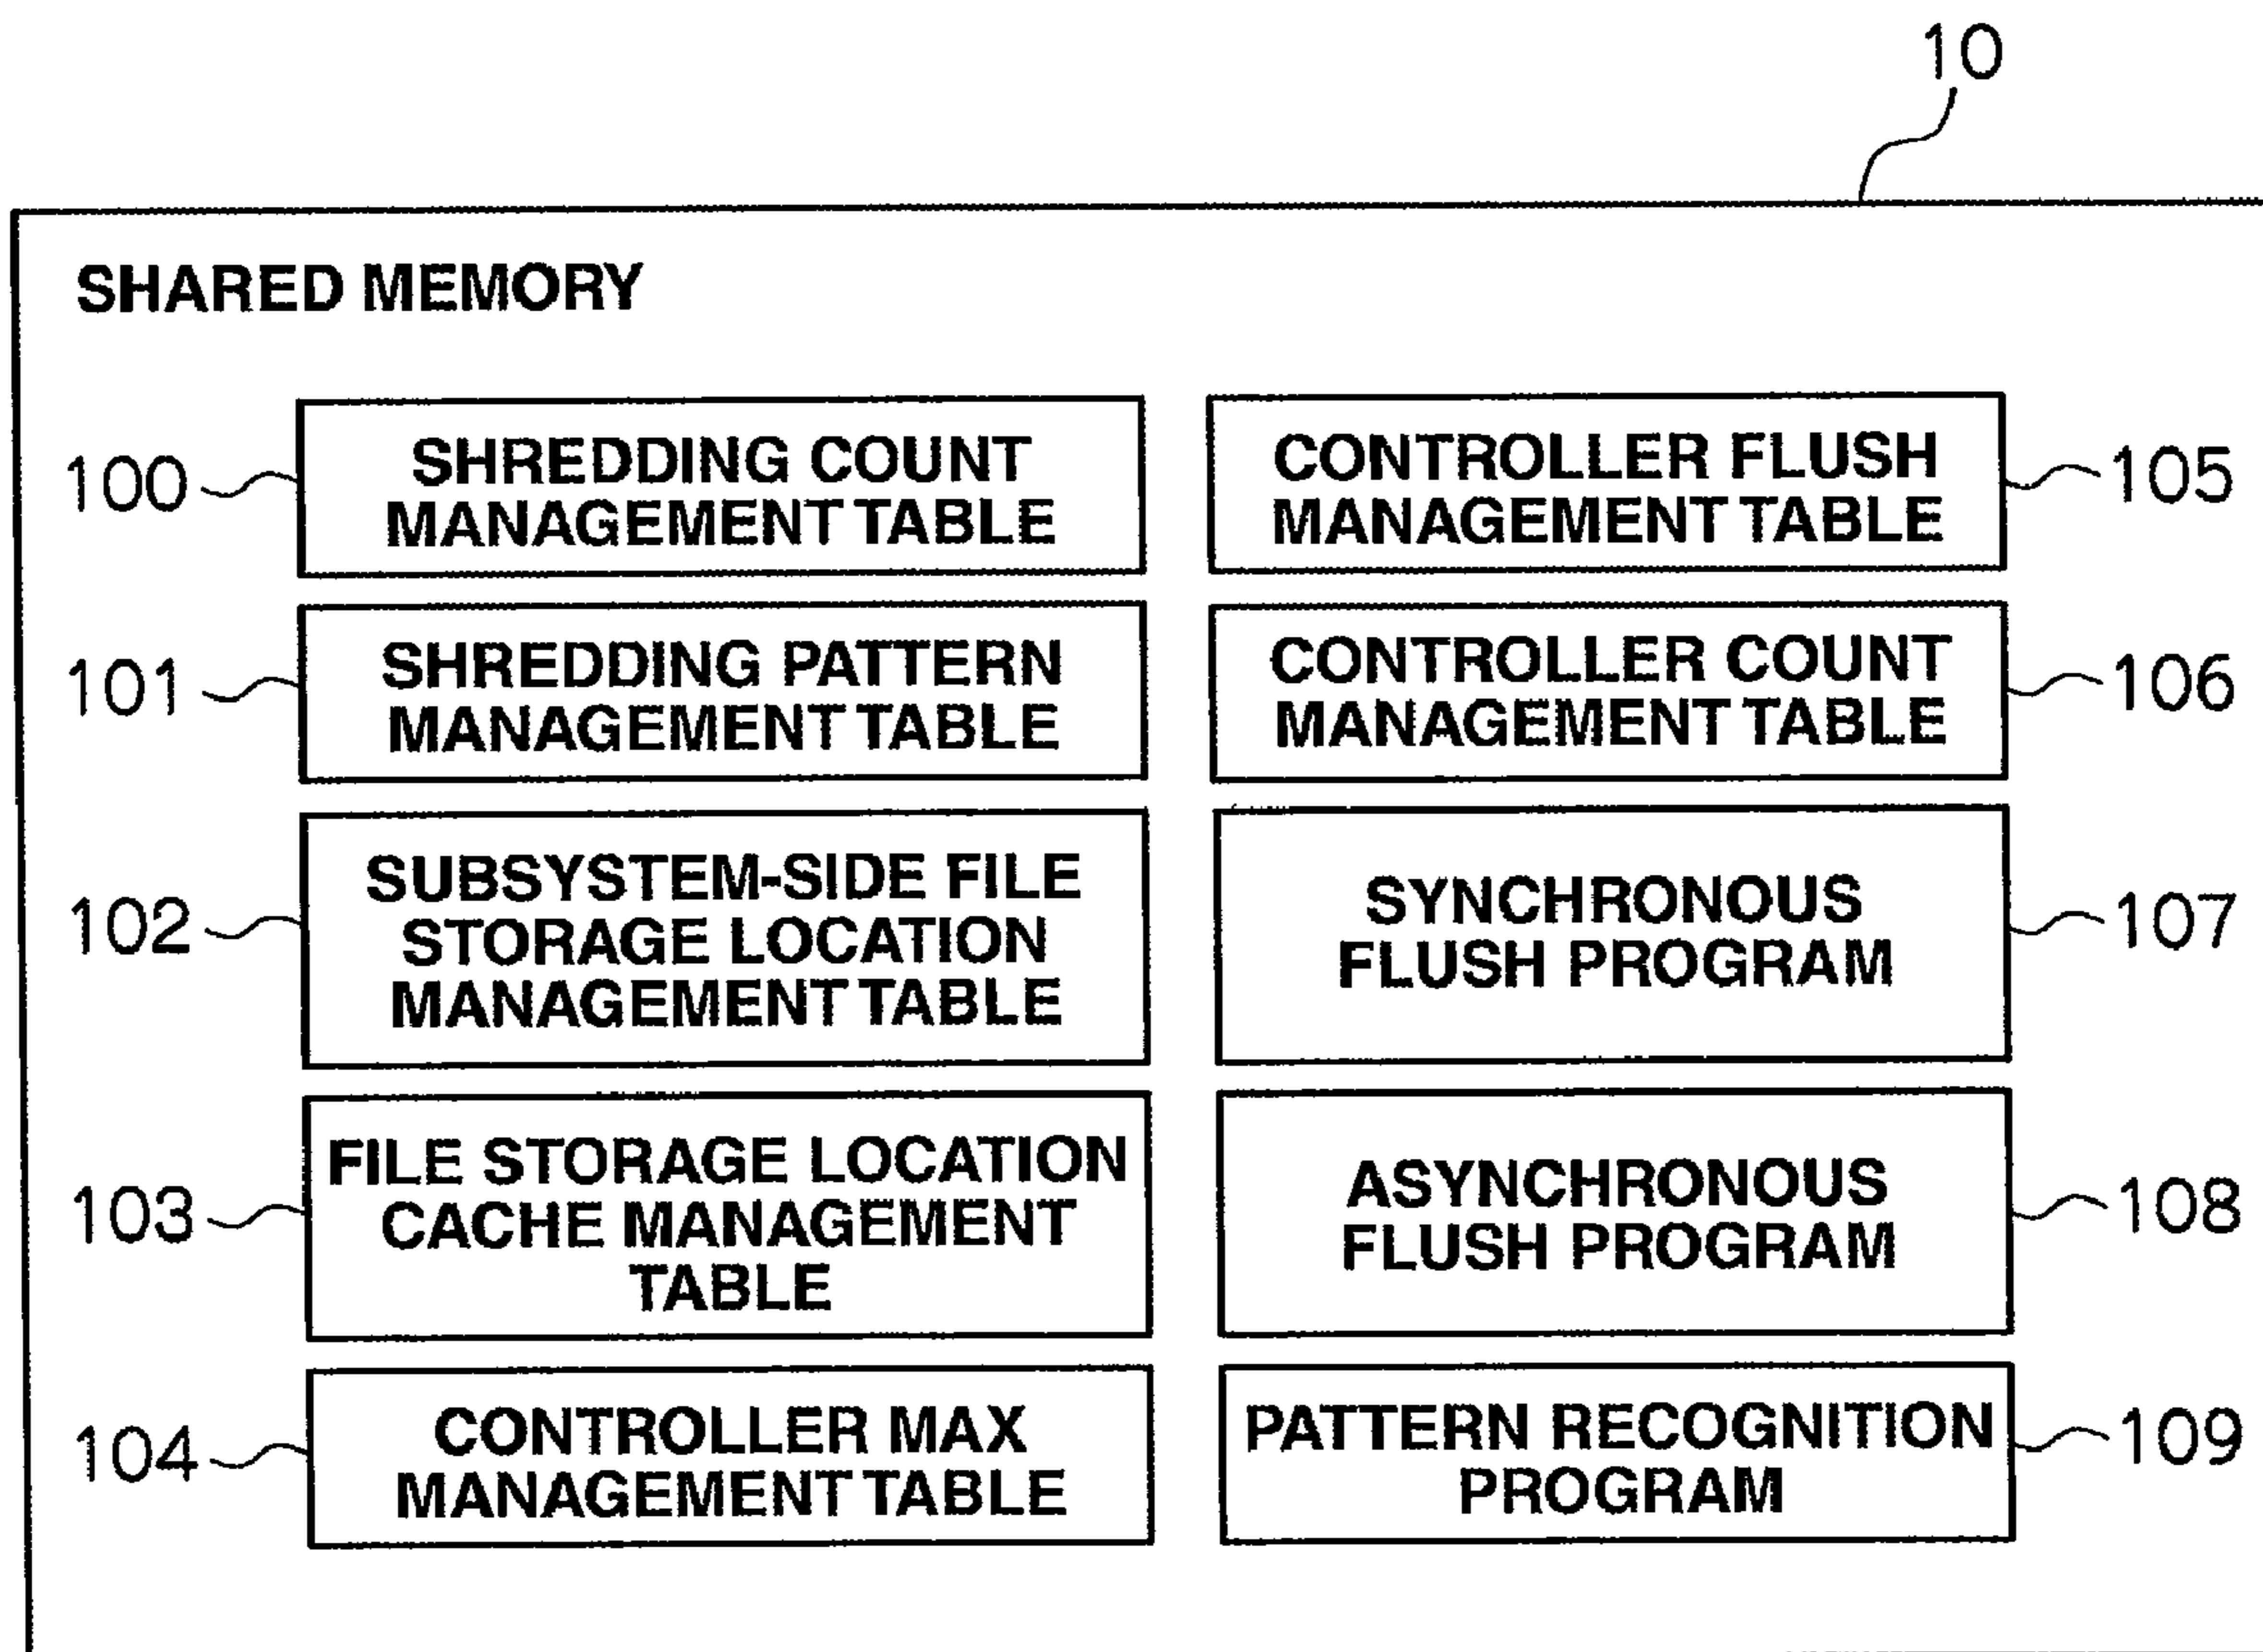 10
SHARED MEMORY
100
SHREDDING COUNT
MANAGEMENT TABLE
101
SHREDDING PATTERN
MANAGEMENT TABLE
102
SUBSYSTEM-SIDE FILE
STORAGE LOCATION
MANAGEMENT TABLE
103
FILE STORAGE LOCATION
CACHE MANAGEMENT
TABLE
104
CONTROLLER MAX
MANAGEMENT TABLE
CONTROLLER FLUSH
MANAGEMENT TABLE
105
CONTROLLER COUNT
MANAGEMENT TABLE
106
SYNCHRONOUS
FLUSH PROGRAM
107
ASYNCHRONOUS
FLUSH PROGRAM
108
PATTERN RECOGNITION
PROGRAM
109